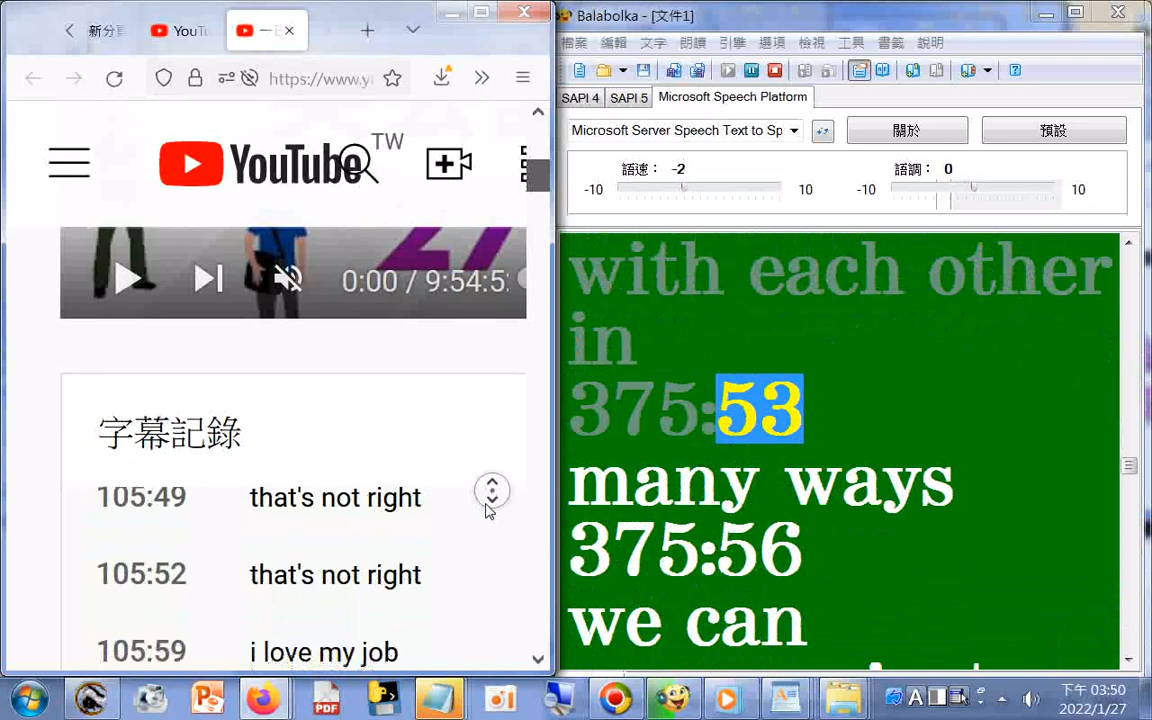 新分
YouTu
一 E
https://www.y
YouTube TW
27
0:00 / 9:54:5
字幕記錄
105:49 that's not right
105:52 that's not right
105:59 i love my job
Balabolka - [文件1]
檔案 編輯 文字 朗讀 引擎 選項 檢視 工具 書籤 說明
SAPI 4 SAPI 5 Microsoft Speech Platform
Microsoft Server Speech Text to Sp 關於 預設
語速： -2 語調： 0
-10 10 -10 10
with each other
in
375:53
many ways
375:56
we can
PDF
A
下午 03:50
2022/1/27